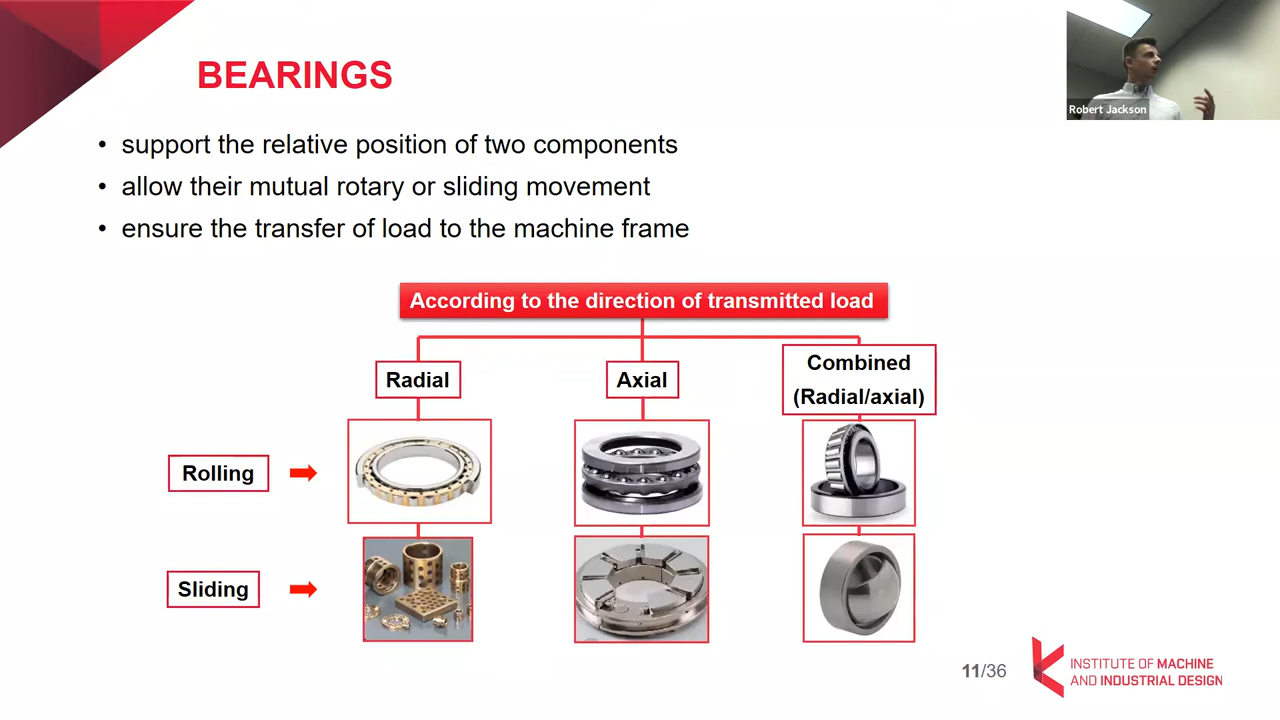 BEARINGS
Robert Jackson
• support the relative position of two components
• allow their mutual rotary or sliding movement
• ensure the transfer of load to the machine frame
According to the direction of transmitted load
Radial
Axial
Combined
(Radial/axial)
Rolling
Sliding
11/36
INSTITUTE OF MACHINE
AND INDUSTRIAL DESIGN